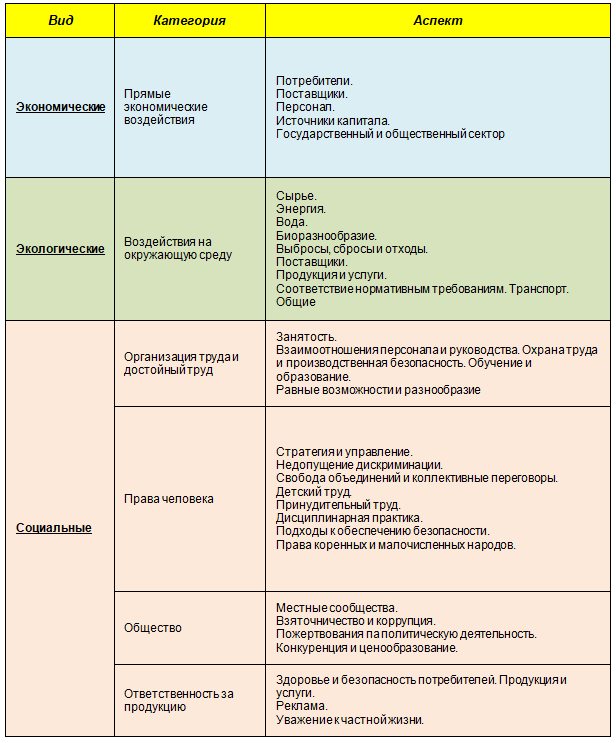 Вид Категория Аспект
Экономические
Прямые
экономические
воздействия
Потребители.
Поставщики.
Персонап.
Источники капитала.
Государственный и общественный сектор
Экологические
Воздействия на
окружающую среду
Сырье.
Энергия.
Вода.
Биоразнообразие.
Выбросы, сбросы и отходы.
Поставщики.
Продукция и услуги.
Соответствие нормативным требованиям. Транспорт.
Общие
Социальные
Организация труда и
достойный труд
Занятость.
Взаимоотношения персонала и руководства. Охрана труда
и производственная безопасность. Обучение и
образование.
Равные возможности и разнообразие
Права человека
Стратегия и управление.
Недопущение дискриминации.
Свобода объединений и коллективные переговоры.
Детский труд.
Принудительный труд.
Дисциплинарная практика.
Подходы к обеспечению безопасности.
Права коренных и малочисленных народов.
Общество
Местные сообщества.
Взяточничество и коррупция.
Пожертвования па политическую деятельность.
Конкуренция и ценообразование.
Ответственность за
продукцию
Здоровье и безопасность потребителей. Продукция и
услуги.
Реклама.
Уважение к частной жизни.